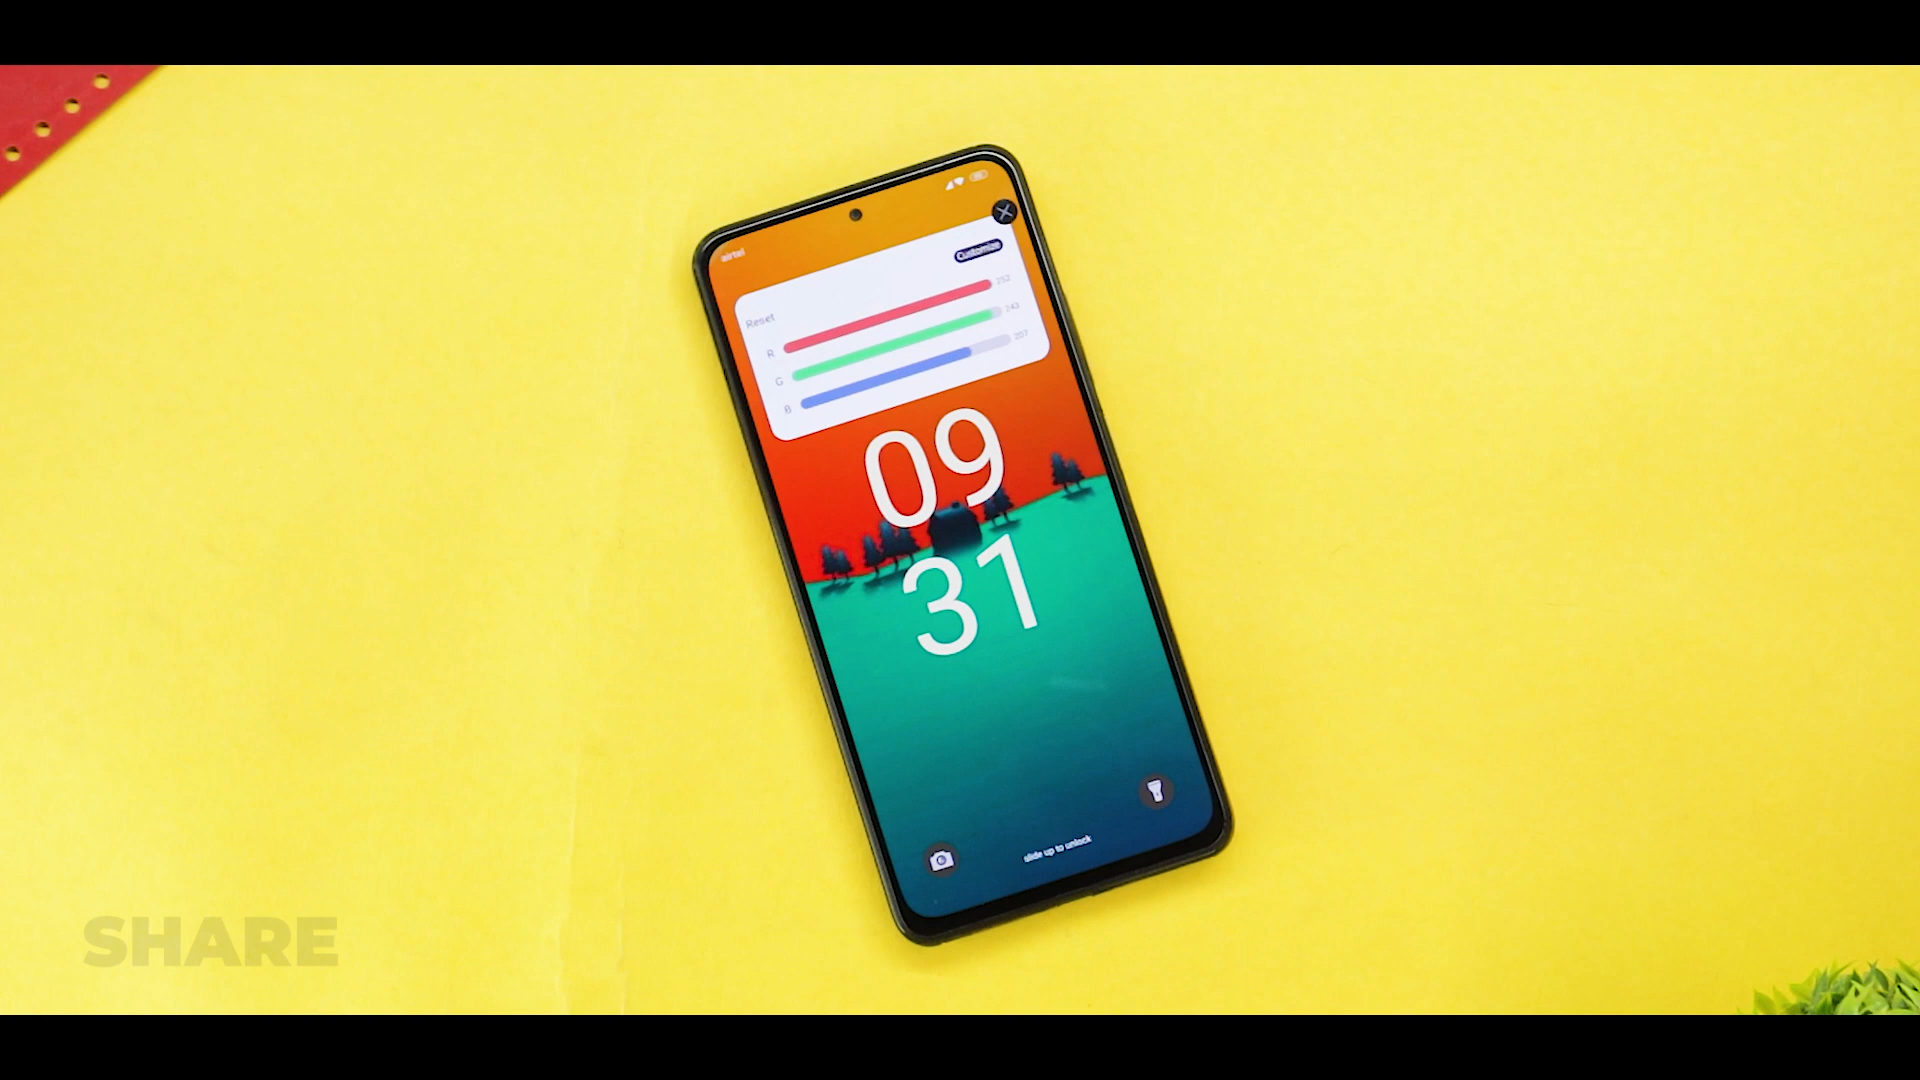 airtel
Customize
Reset
R 252
G 243
B 207
09
31
slide up to unlock
SHARE